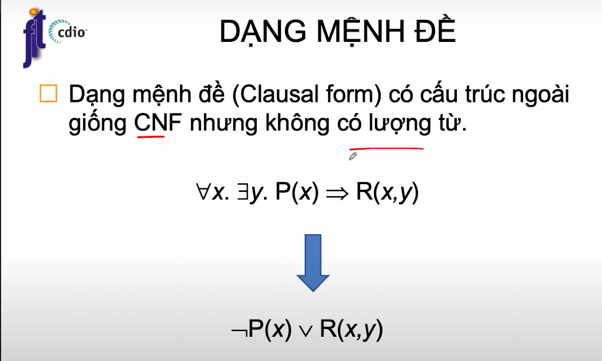 fit cdio
DẠNG MỆNH ĐỀ
Dạng mệnh đề (Clausal form) có cấu trúc ngoài
giống CNF nhưng không có lượng từ.
∀x. ∃y. P(x) ⇒ R(x,y)
¬P(x) ∨ R(x,y)